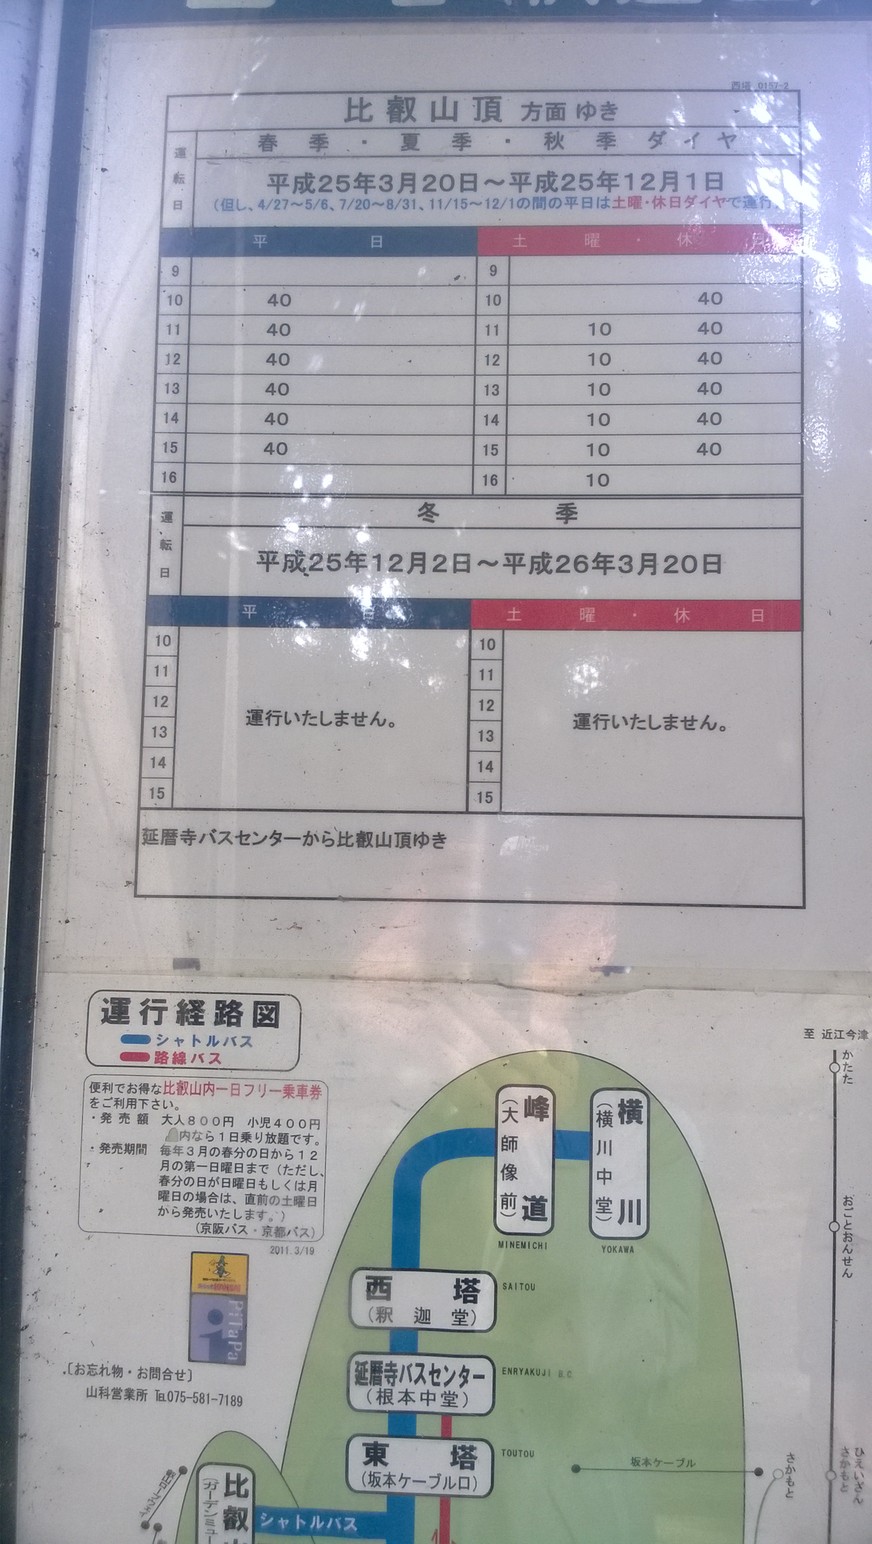 西塔 0157-2
比叡山頂 方面 ゆき
運転日
春季・夏季・秋季ダイヤ
平成25年3月20日～平成25年12月1日
(但し、4/27～5/6、7/20～8/31、11/15～12/1の間の平日は土曜・休日ダイヤで運行
平日 土曜・休
9 9
10 40 10 40
11 40 11 10 40
12 40 12 10 40
13 40 13 10 40
14 40 14 10 40
15 40 15 10 40
16 16 10
運転日
冬季
平成25年12月2日～平成26年3月20日
平日 土曜・休日
10 10
11 11
12 12
運行いたしません。 運行いたしません。
13 13
14 14
15 15
延暦寺バスセンターから比叡山頂ゆき
運行経路図
シャトルバス
路線バス
便利でお得な比叡山内一日フリー乗車券
をご利用下さい。
・発売額 大人８００円 小児４００円
内なら１日乗り放題です。
・発売期間 毎年３月の春分の日から１２
月の第一日曜日まで（ただし、
春分の日が日曜日もしくは月
曜日の場合は、直前の土曜日
から発売いたします。）
（京阪バス・京都バス）
2011.3/19
PiTaPa
〔お忘れ物・お問合せ〕
山科営業所 ℡075-581-7189
至 近江今津
かたた
おごとおんせん
ひえいざん
さかもと
さかもと
坂本ケーブル
横川
（横川中堂）
YOKAWA
峰道
（大師像前）
MINEMICHI
西塔
（釈迦堂）
SAITOU
延暦寺バスセンター
（根本中堂）
ENRYAKUJI B.C
東塔
（坂本ケーブル口）
TOUTOU
シャトルバス
比叡
（ガーデンミュー